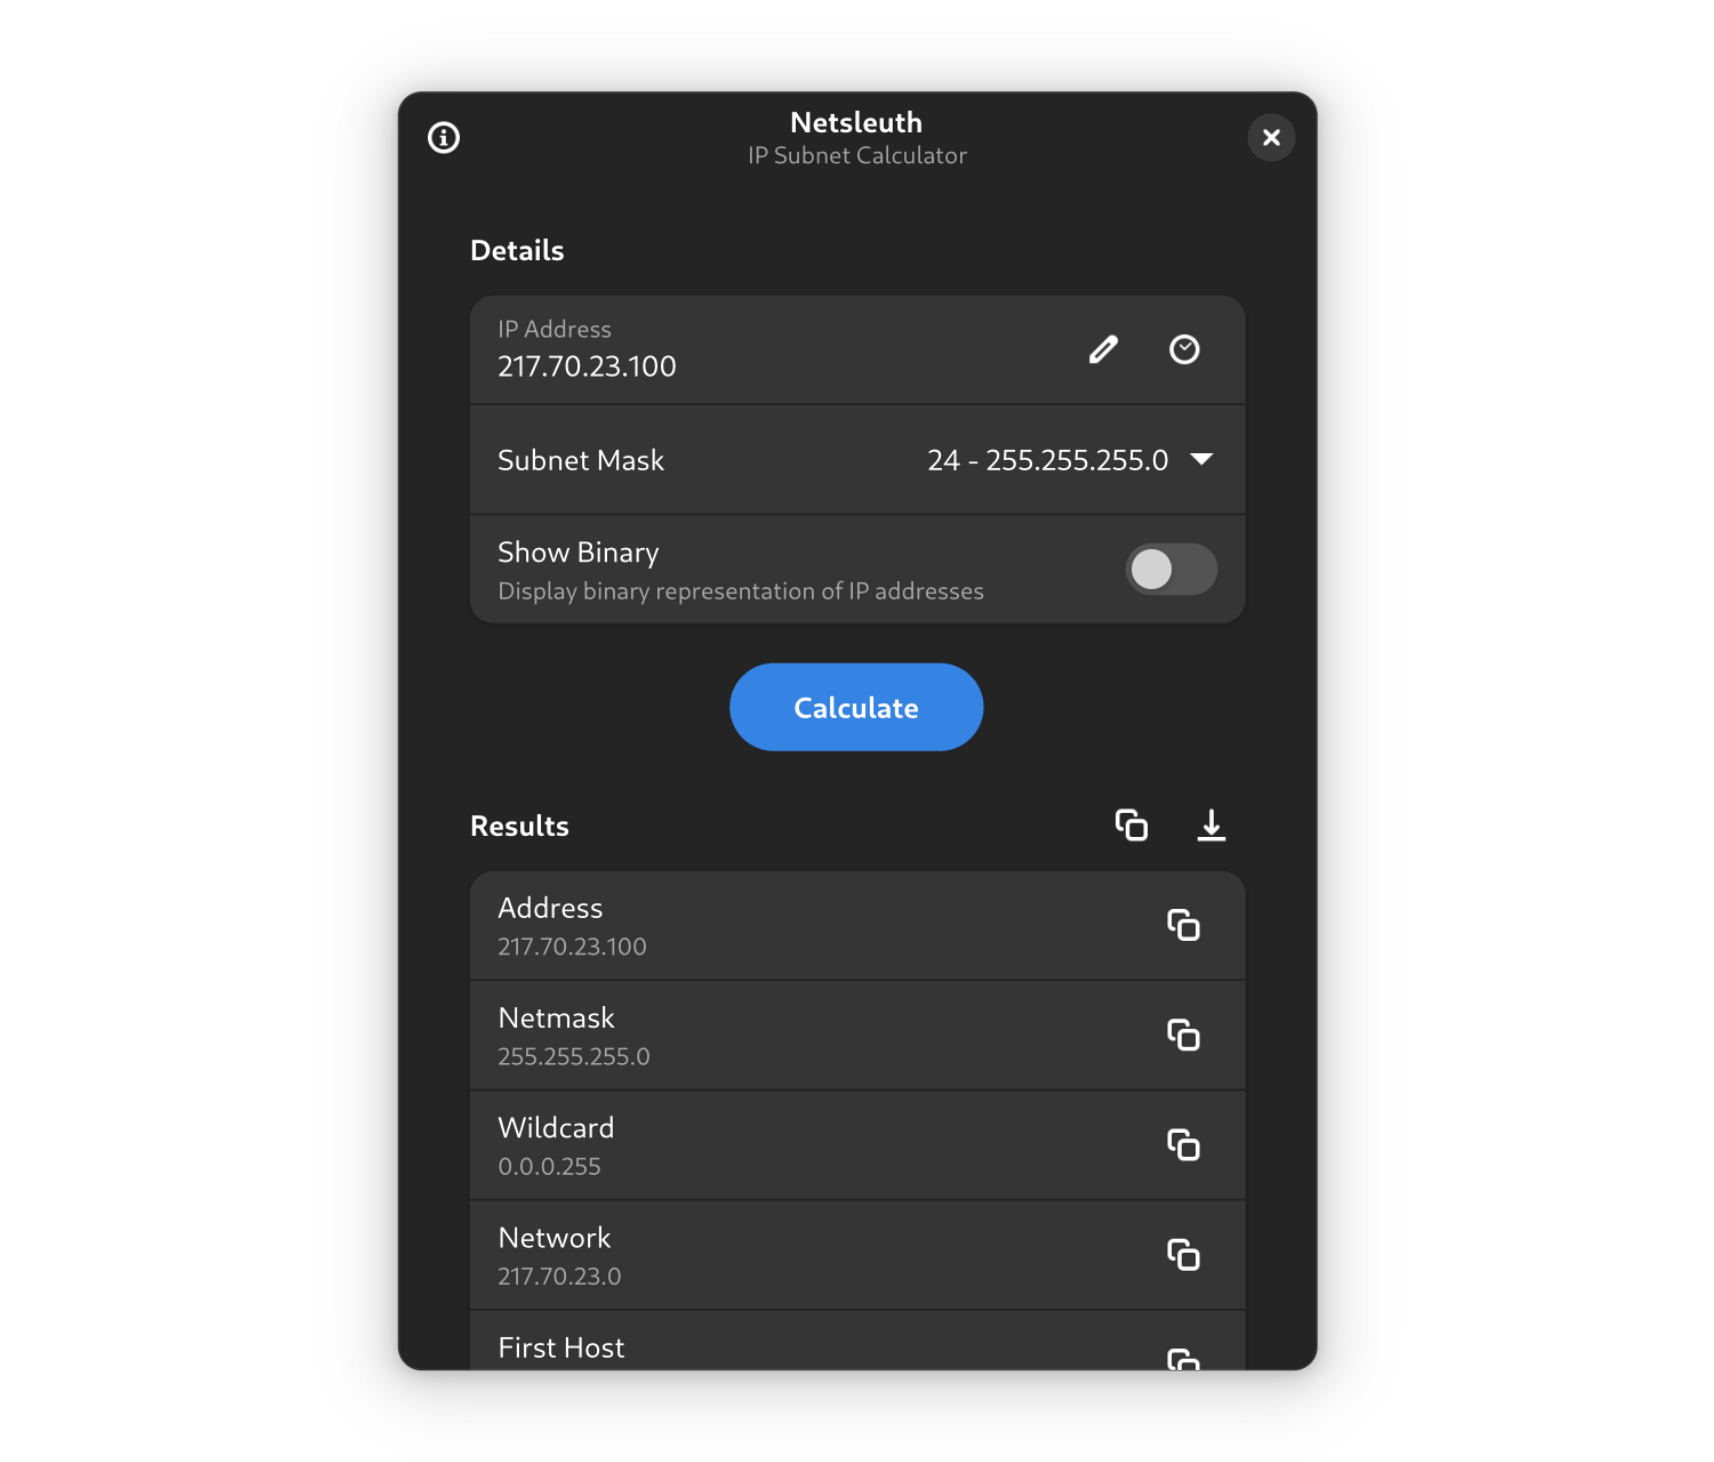 Netsleuth
IP Subnet Calculator
Details
IP Address
217.70.23.100
Subnet Mask
24 - 255.255.255.0
Show Binary
Display binary representation of IP addresses
Calculate
Results
Address
217.70.23.100
Netmask
255.255.255.0
Wildcard
0.0.0.255
Network
217.70.23.0
First Host